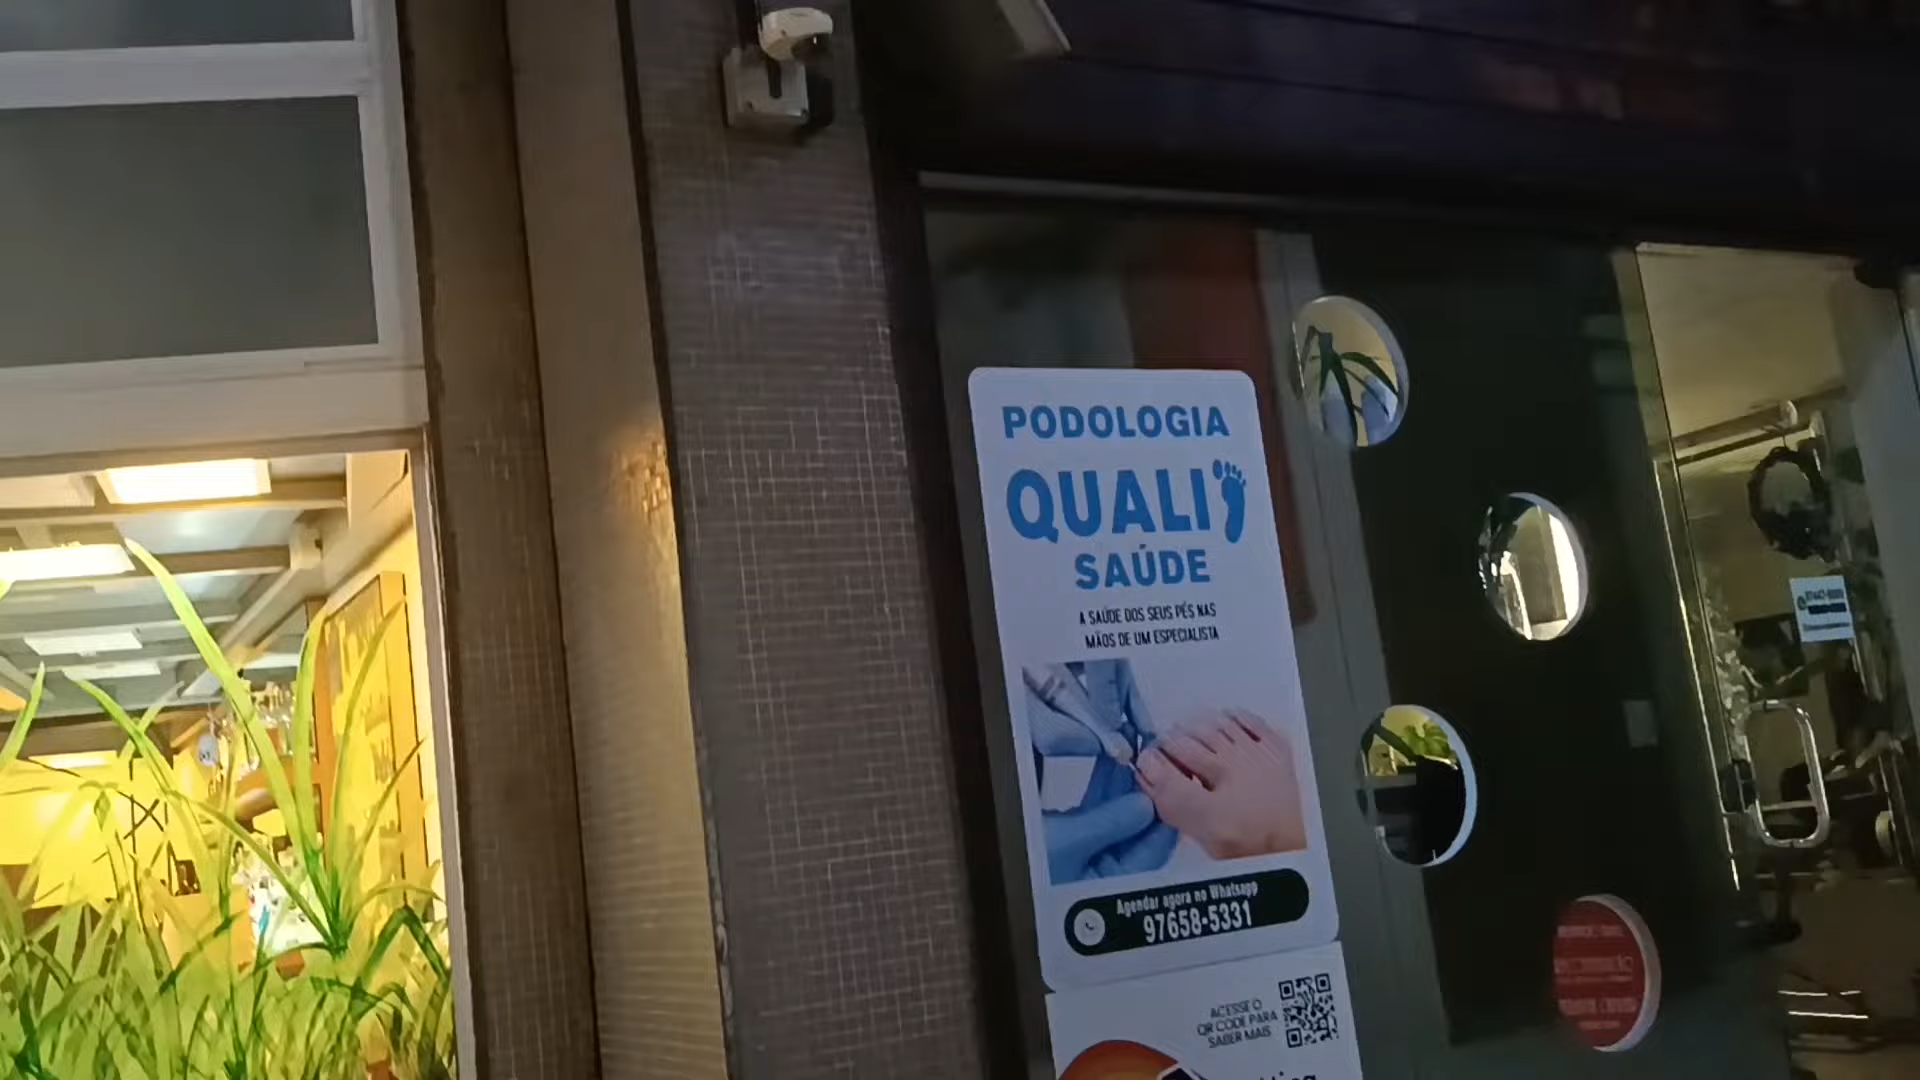 PODOLOGIA
QUALI
SAÚDE
A SAÚDE DOS SEUS PÉS NAS
MÃOS DE UM ESPECIALISTA
Agendar agora no Whatsapp
97658-5331
ACESSE O
QR CODE PARA
SABER MAIS